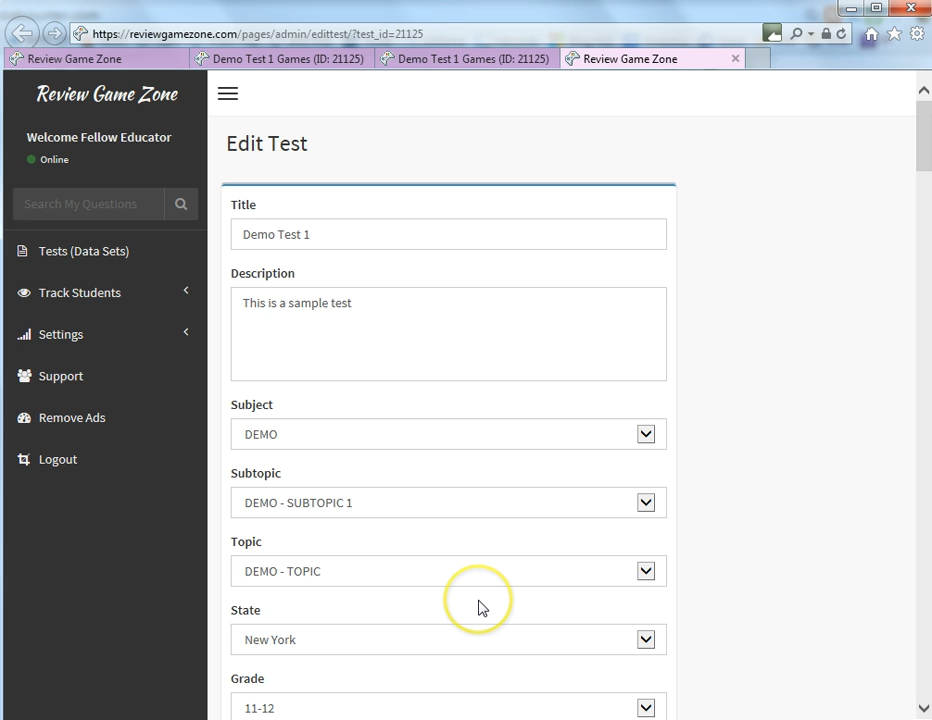 https://reviewgamezone.com/pages/admin/edittest/?test_id=21125
Review Game Zone
Demo Test 1 Games (ID: 21125)
Demo Test 1 Games (ID: 21125)
Review Game Zone
Review Game Zone
Welcome Fellow Educator
Online
Search My Questions
Tests (Data Sets)
Track Students
Settings
Support
Remove Ads
Logout
Edit Test
Title
Demo Test 1
Description
This is a sample test
Subject
DEMO
Subtopic
DEMO - SUBTOPIC 1
Topic
DEMO - TOPIC
State
New York
Grade
11-12